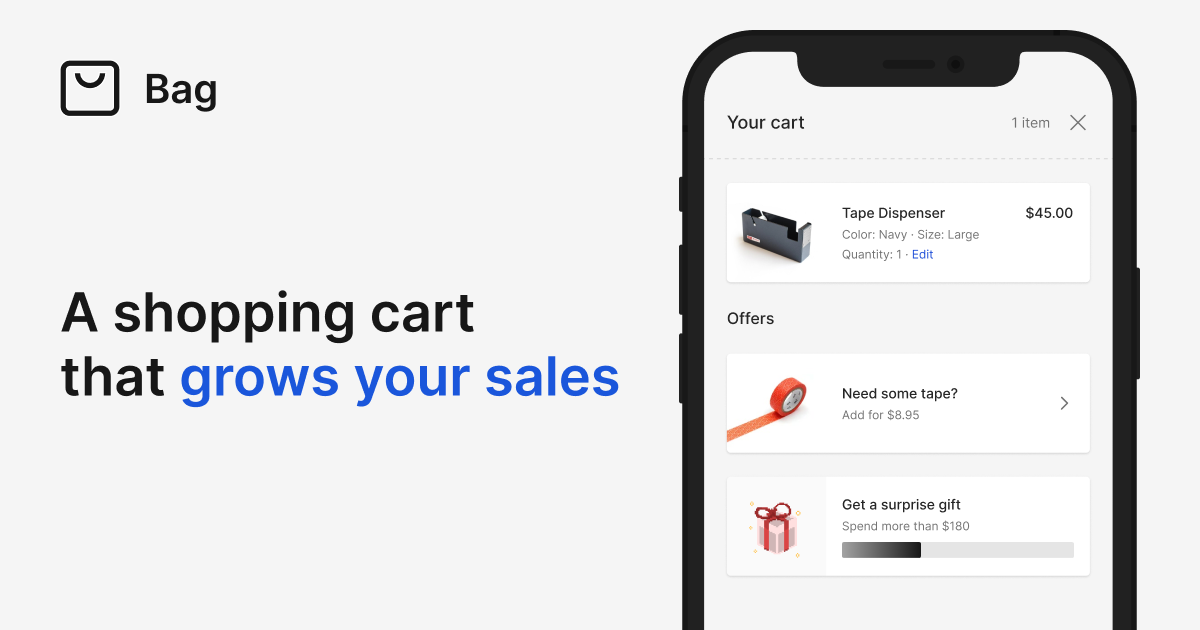 Bag
A shopping cart
that grows your sales
Your cart
1 item
Tape Dispenser
$45.00
Color: Navy · Size: Large
Quantity: 1 · Edit
Offers
Need some tape?
Add for $8.95
Get a surprise gift
Spend more than $180